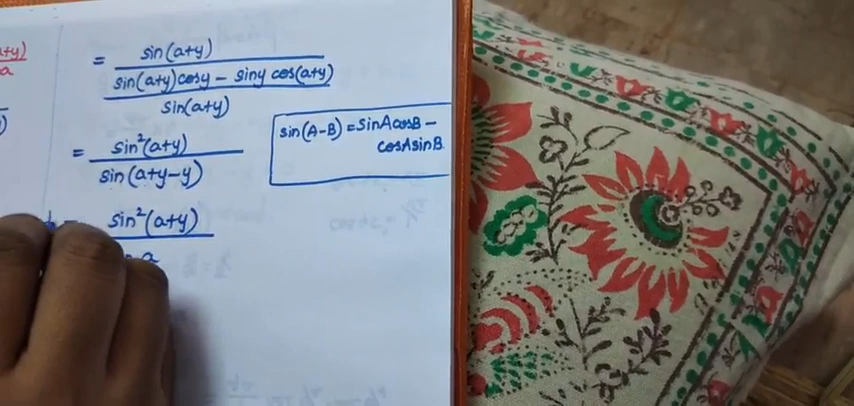 a+y)
a
)
= sin(a+y)
sin(a+y)cosy - siny cos(a+y)
sin(a+y)
sin(A-B) = sinAcosB -
cosAsinB.
= sin²(a+y)
sin(a+y-y)
= sin²(a+y)
a